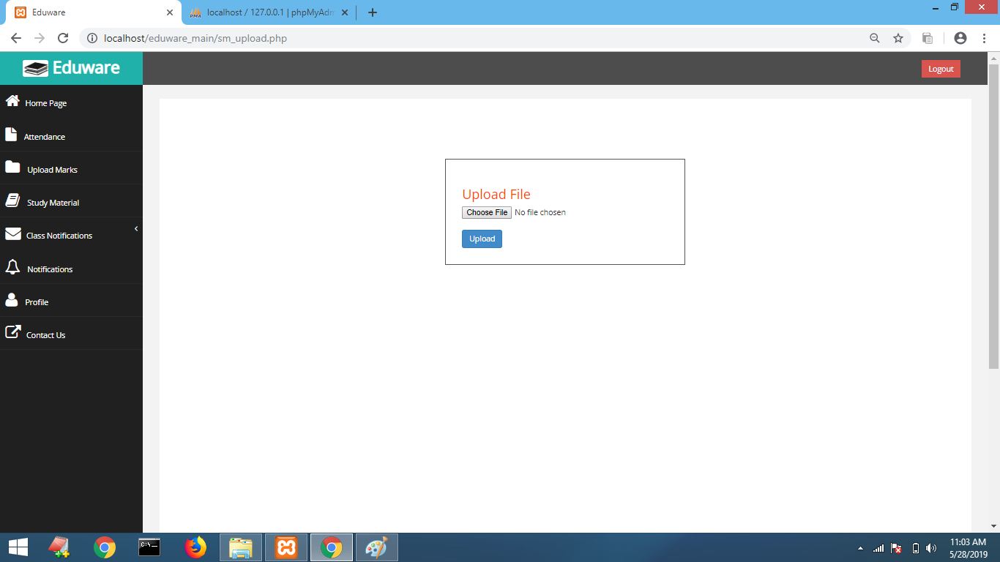 Eduware
localhost / 127.0.0.1 | phpMyAdm
localhost/eduware_main/sm_upload.php
Eduware
Logout
Home Page
Attendance
Upload Marks
Study Material
Class Notifications
Notifications
Profile
Contact Us
Upload File
Choose File No file chosen
Upload
C:\._
11:03 AM
5/28/2019